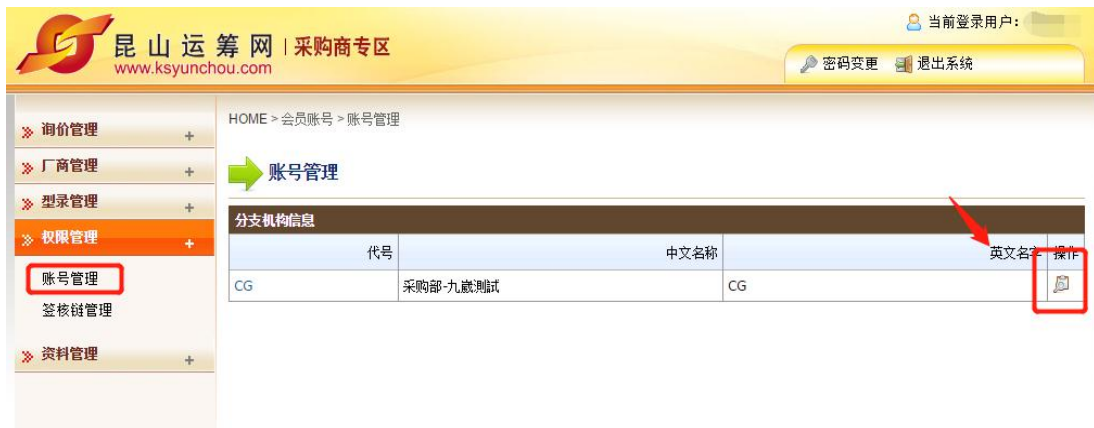 当前登录用户：
昆山运筹网 | 采购商专区
www.ksyunchou.com
密码变更 退出系统
HOME > 会员账号 > 账号管理
询价管理
厂商管理
型录管理
权限管理
账号管理
签核链管理
资料管理
账号管理
分支机构信息
代号 中文名称 英文名字 操作
CG 采购部-九崴測試 CG